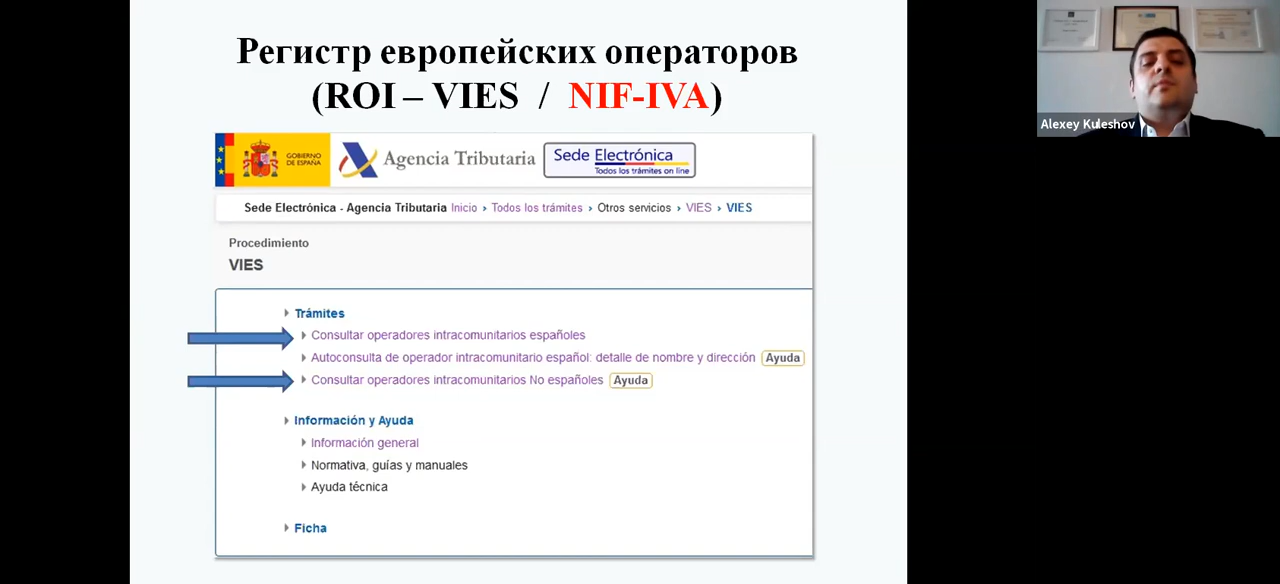 Регистр европейских операторов
(ROI – VIES / NIF-IVA)
GOBIERNO
DE ESPAÑA
Agencia Tributaria
Sede Electrónica
Todos los trámites on line
Sede Electrónica - Agencia Tributaria Inicio › Todos los trámites › Otros servicios › VIES › VIES
Procedimiento
VIES
Trámites
Consultar operadores intracomunitarios españoles
Autoconsulta de operador intracomunitario español: detalle de nombre y dirección Ayuda
Consultar operadores intracomunitarios No españoles Ayuda
Información y Ayuda
Información general
Normativa, guías y manuales
Ayuda técnica
Ficha
Alexey Kuleshov